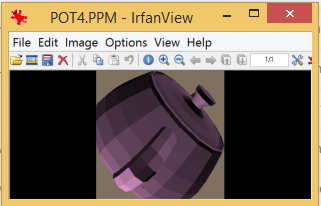 POT4.PPM - IrfanView
File Edit Image Options View Help
1/1